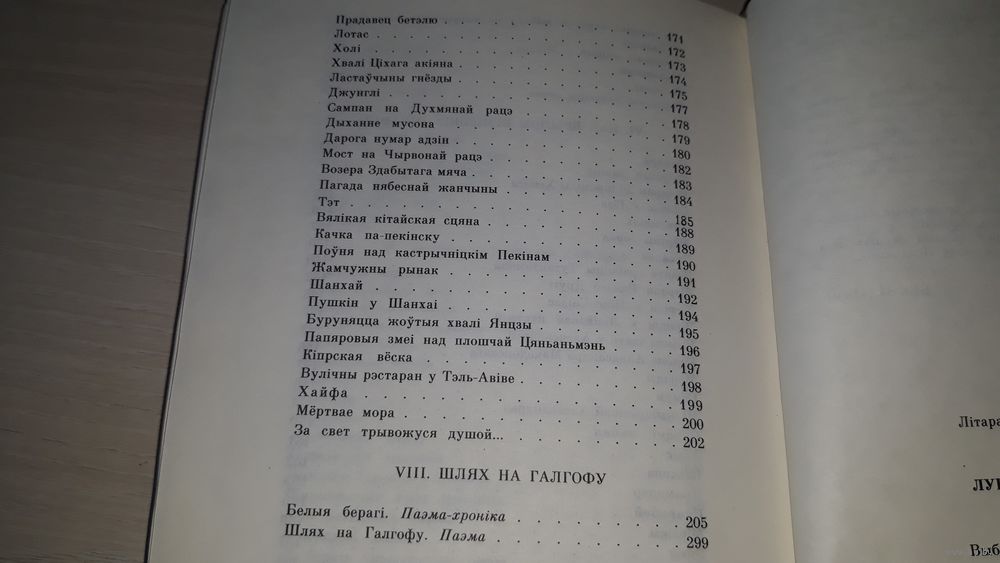 Прадавец бетэлю . . . . . . . . . . 171
Лотас . . . . . . . . . . . . . 172
Холі . . . . . . . . . . . . . 173
Хвалі Ціхага акіяна . . . . . . . . . 174
Ластаўчыны гнёзды . . . . . . . . . 175
Джунглі . . . . . . . . . . . . 177
Сампан на Духмянай рацэ . . . . . . . 178
Дыханне мусона . . . . . . . . . . 179
Дарога нумар адзін . . . . . . . . . 180
Мост на Чырвонай рацэ . . . . . . . . 182
Возера Здабытага мяча . . . . . . . . . 183
Пагада нябеснай жанчыны . . . . . . . . 184
Тэт . . . . . . . . . . . . . . 185
Вялікая кітайская сцяна . . . . . . . . 188
Качка па-пекінску . . . . . . . . . . 189
Поўня над кастрычніцкім Пекінам . . . . . . 190
Жамчужны рынак . . . . . . . . . . 191
Шанхай . . . . . . . . . . . . . 192
Пушкін у Шанхаі . . . . . . . . . . 194
Буруняцца жоўтыя хвалі Янцзы . . . . . . . 195
Папяровыя змеі над плошчай Цяньаньмэнь . . . . 196
Кіпрская вёска . . . . . . . . . . . 197
Вулічны рэстаран у Тэль-Авіве . . . . . . . 198
Хайфа . . . . . . . . . . . . . 199
Мёртвае мора . . . . . . . . . . . 200
За свет трывожуся душой... . . . . . . . . 202
VIII. ШЛЯХ НА ГАЛГОФУ
Белыя берагі. Паэма-хроніка . . . . . . . . 205
Шлях на Галгофу. Паэма . . . . . . . . . 299
Літара
ЛУ
Выб